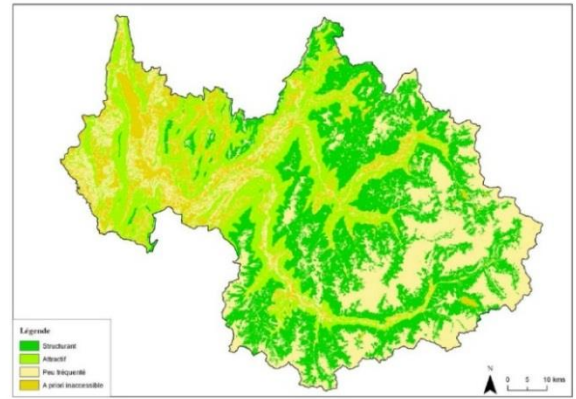 Légende
Structurant
Attractif
Peu fréquenté
A priori inaccessible
N
0 5 10 kms